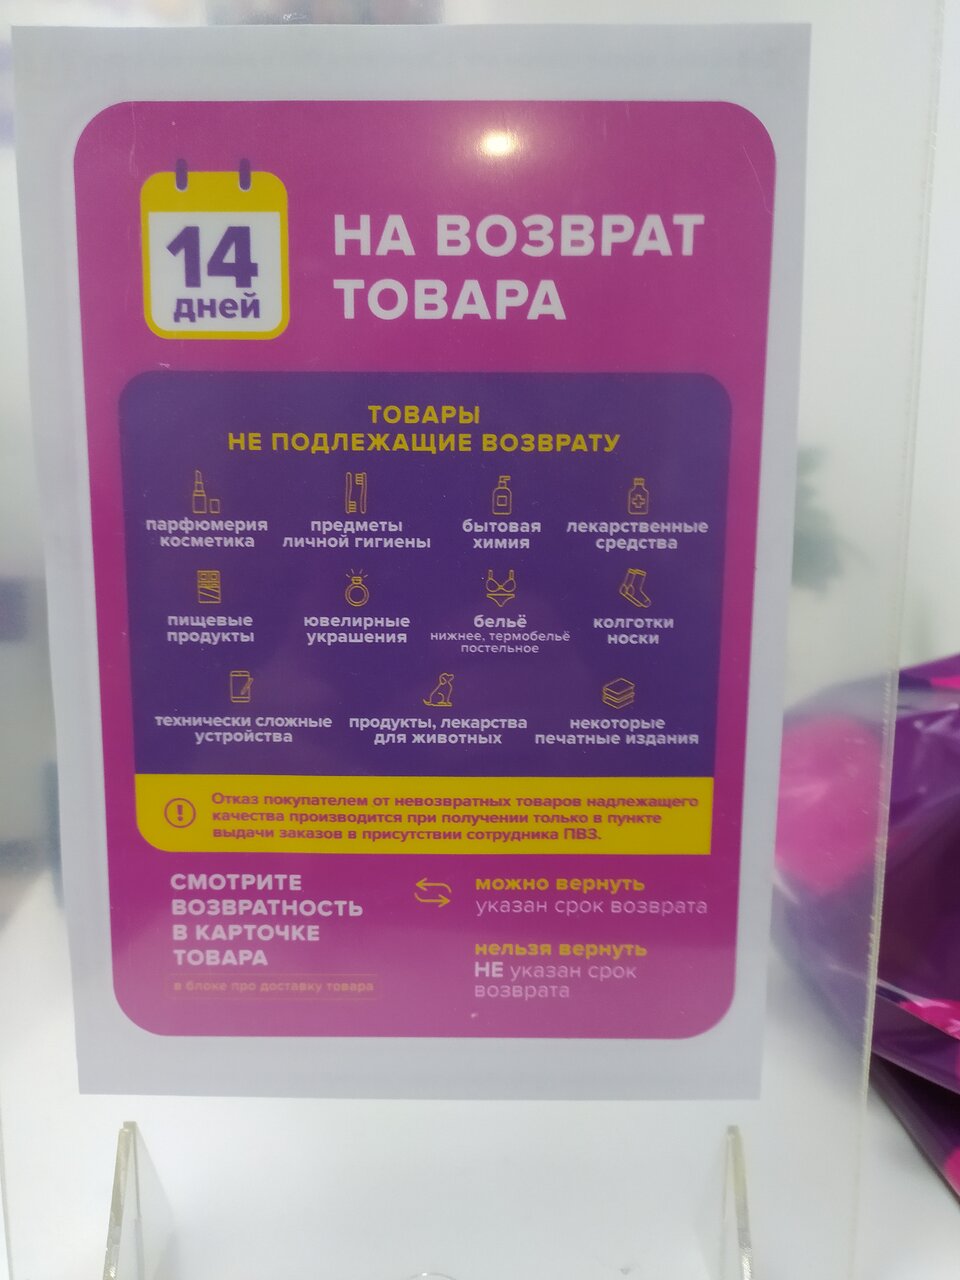 14
дней
НА ВОЗВРАТ
ТОВАРА
ТОВАРЫ
НЕ ПОДЛЕЖАЩИЕ ВОЗВРАТУ
парфюмерия
косметика
предметы
личной гигиены
бытовая
химия
лекарственные
средства
пищевые
продукты
ювелирные
украшения
бельё
нижнее, термобельё
постельное
колготки
носки
технически сложные
устройства
продукты, лекарства
для животных
некоторые
печатные издания
Отказ покупателем от невозвратных товаров надлежащего
качества производится при получении только в пункте
выдачи заказов в присутствии сотрудника ПВЗ.
СМОТРИТЕ
ВОЗВРАТНОСТЬ
В КАРТОЧКЕ
ТОВАРА
в блоке про доставку товара
можно вернуть
указан срок возврата
нельзя вернуть
НЕ указан срок
возврата